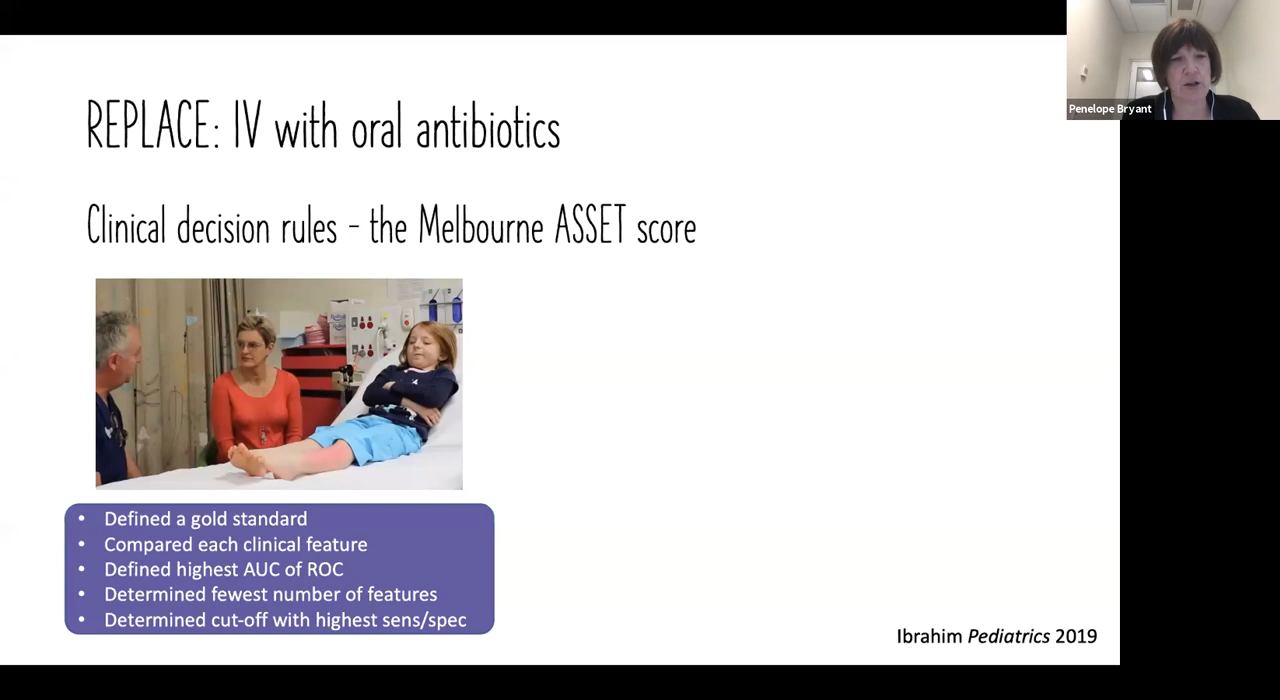 REPLACE: IV with oral antibiotics
Clinical decision rules - the Melbourne ASSET score
• Defined a gold standard
• Compared each clinical feature
• Defined highest AUC of ROC
• Determined fewest number of features
• Determined cut-off with highest sens/spec
Ibrahim Pediatrics 2019
Penelope Bryant